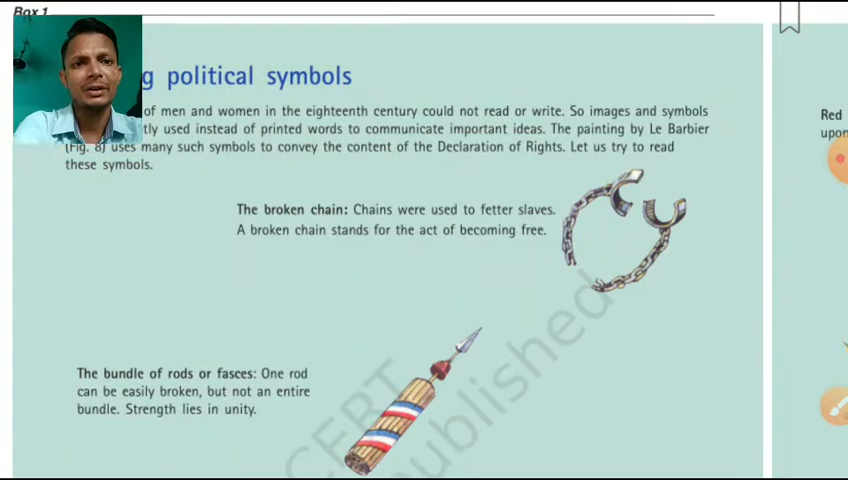 Box 1
g political symbols
of men and women in the eighteenth century could not read or write. So images and symbols
tly used instead of printed words to communicate important ideas. The painting by Le Barbier
(Fig. 8) uses many such symbols to convey the content of the Declaration of Rights. Let us try to read
these symbols.
The broken chain: Chains were used to fetter slaves.
A broken chain stands for the act of becoming free.
The bundle of rods or fasces: One rod
can be easily broken, but not an entire
bundle. Strength lies in unity.
Red
upon
CERT
published